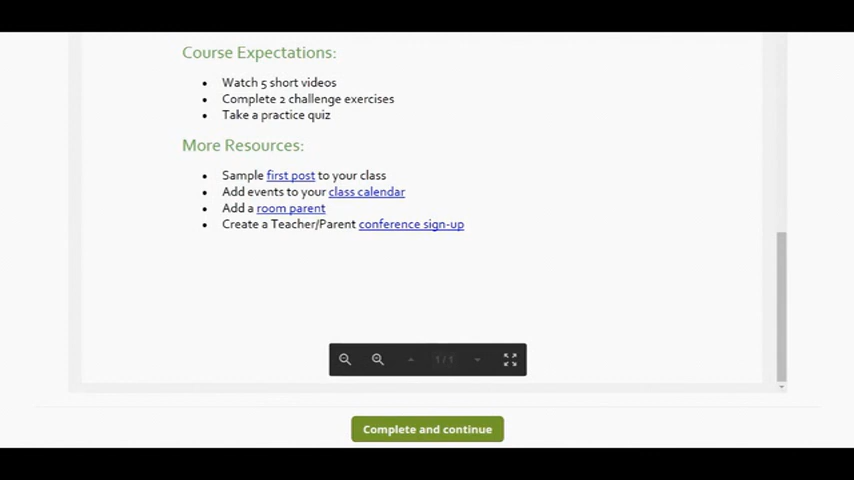 Course Expectations:
• Watch 5 short videos
• Complete 2 challenge exercises
• Take a practice quiz
More Resources:
• Sample first post to your class
• Add events to your class calendar
• Add a room parent
• Create a Teacher/Parent conference sign-up
1 / 1
Complete and continue